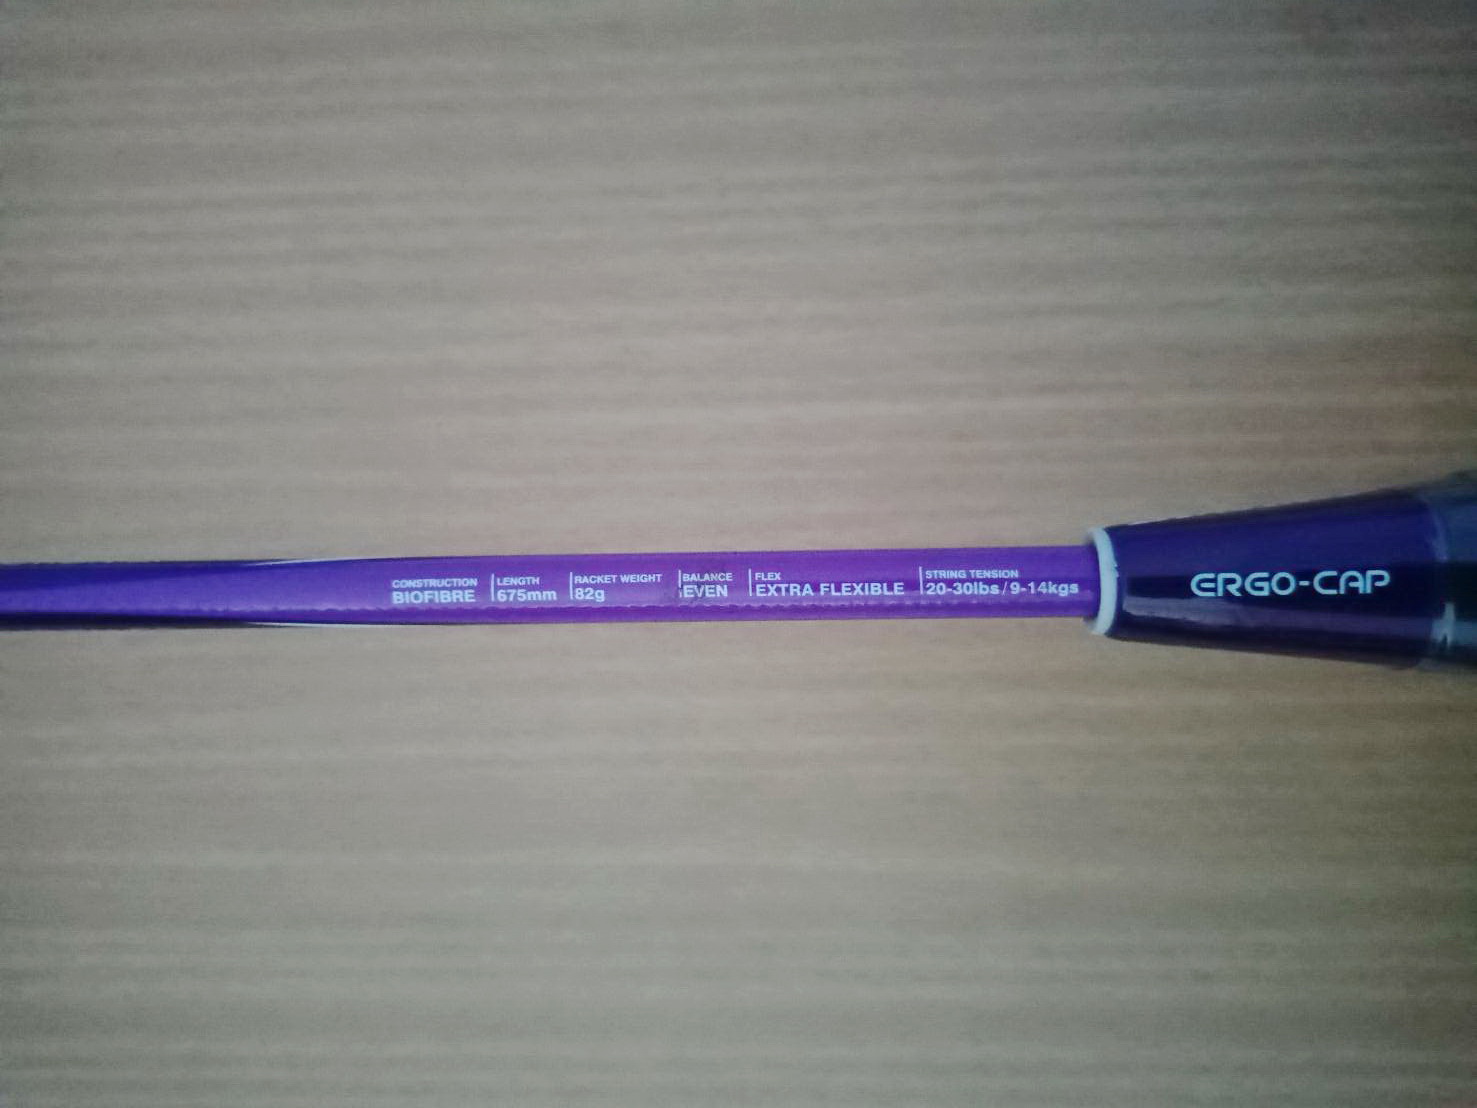 CONSTRUCTION
BIOFIBRE
LENGTH
675mm
RACKET WEIGHT
82g
BALANCE
EVEN
FLEX
EXTRA FLEXIBLE
STRING TENSION
20-30lbs/9-14kgs
ERGO-CAP